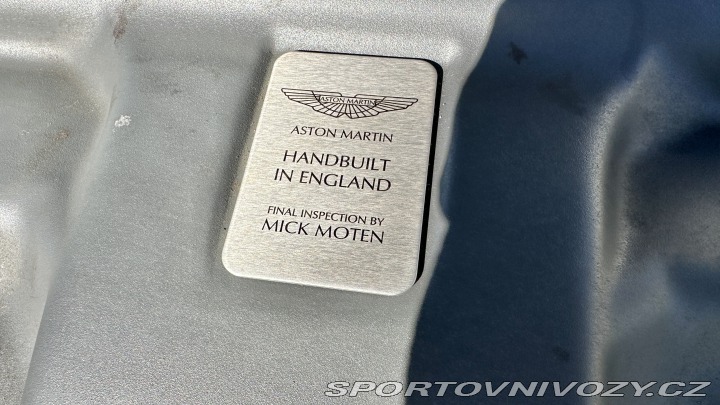 ASTON MARTIN
ASTON MARTIN
HANDBUILT
IN ENGLAND
FINAL INSPECTION BY
MICK MOTEN
SPORTOVNIVOZY.CZ